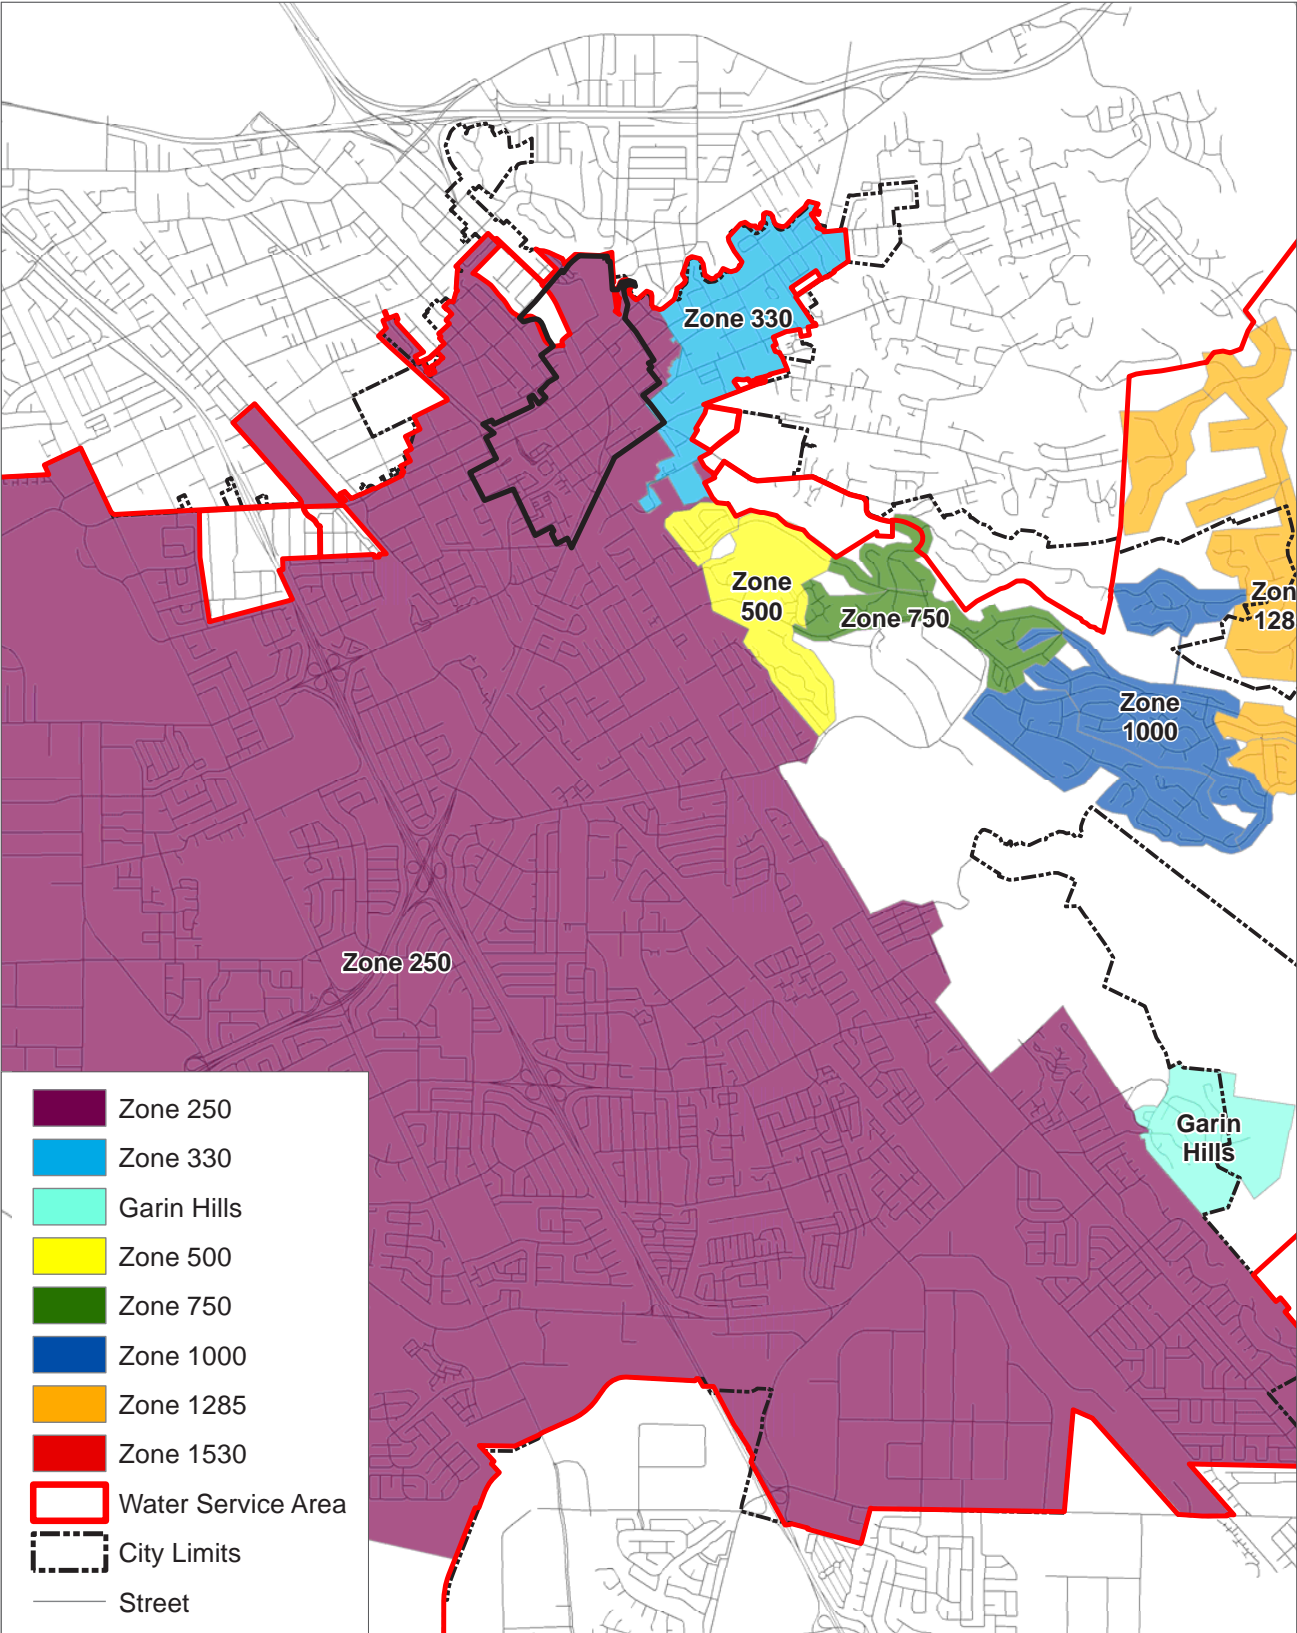 Zone 330
Zone
500
Zone 750
Zon
128
Zone
1000
Zone 250
Garin
Hills
Zone 250
Zone 330
Garin Hills
Zone 500
Zone 750
Zone 1000
Zone 1285
Zone 1530
Water Service Area
City Limits
Street